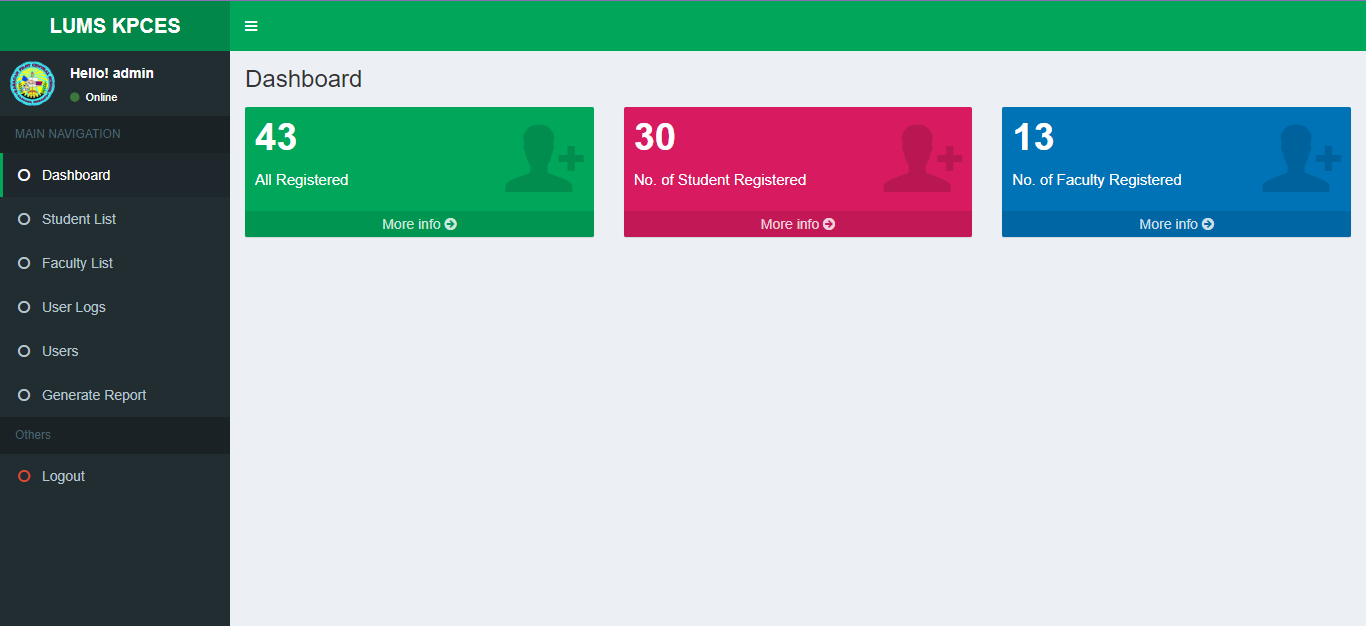 LUMS KPCES
Hello! admin
Online
MAIN NAVIGATION
Dashboard
Student List
Faculty List
User Logs
Users
Generate Report
Others
Logout
Dashboard
43
All Registered
More info
30
No. of Student Registered
More info
13
No. of Faculty Registered
More info